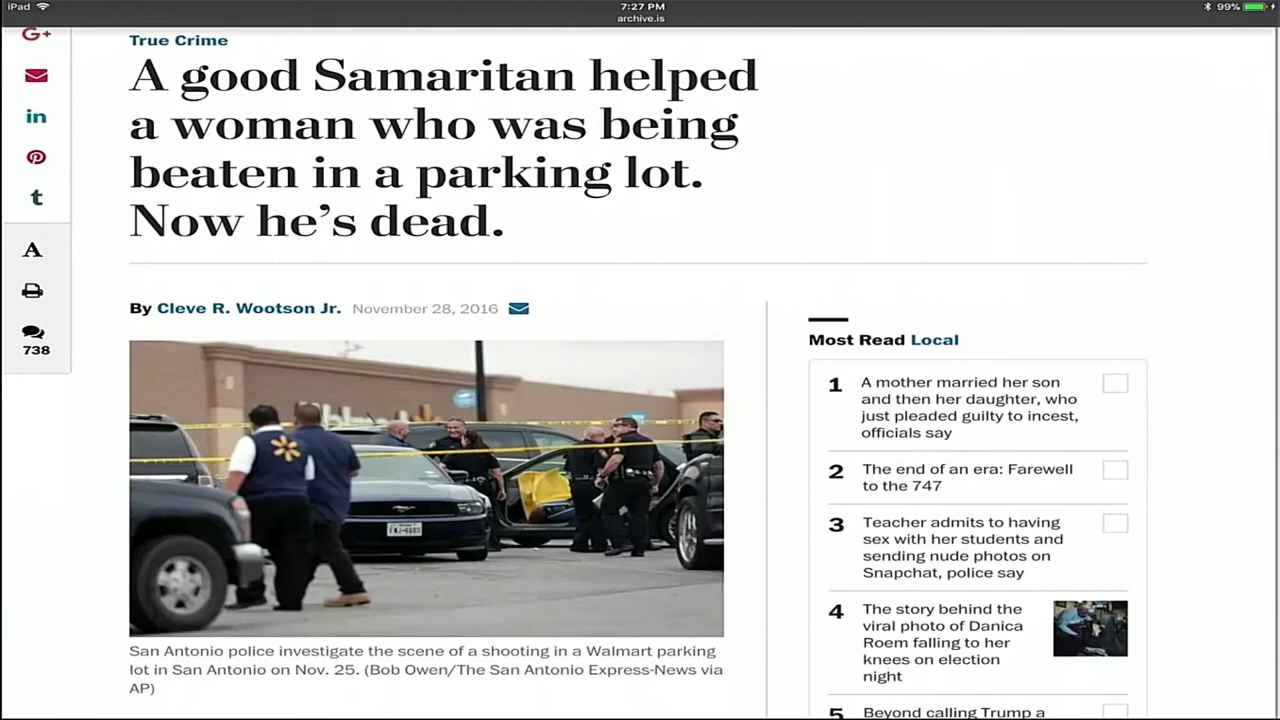 iPad
7:27 PM
99%
archive.is
G+
True Crime
A good Samaritan helped
a woman who was being
beaten in a parking lot.
Now he's dead.
in
t
A
738
By Cleve R. Wootson Jr. November 28, 2016
San Antonio police investigate the scene of a shooting in a Walmart parking
lot in San Antonio on Nov. 25. (Bob Owen/The San Antonio Express-News via
AP)
Most Read Local
1 A mother married her son
and then her daughter, who
just pleaded guilty to incest,
officials say
2 The end of an era: Farewell
to the 747
3 Teacher admits to having
sex with her students and
sending nude photos on
Snapchat, police say
4 The story behind the
viral photo of Danica
Roem falling to her
knees on election
night
5 Beyond calling Trump a